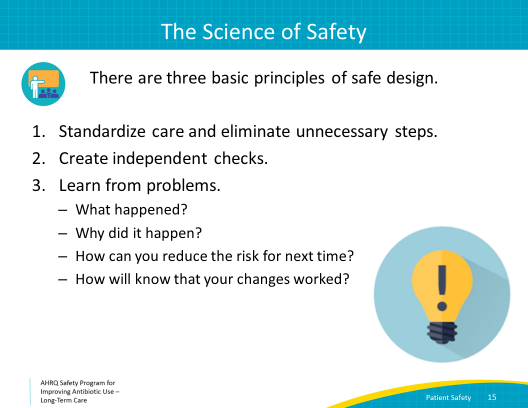 The Science of Safety
There are three basic principles of safe design.
1. Standardize care and eliminate unnecessary steps.
2. Create independent checks.
3. Learn from problems.
– What happened?
– Why did it happen?
– How can you reduce the risk for next time?
– How will know that your changes worked?
AHRQ Safety Program for
Improving Antibiotic Use –
Long-Term Care
Patient Safety 15